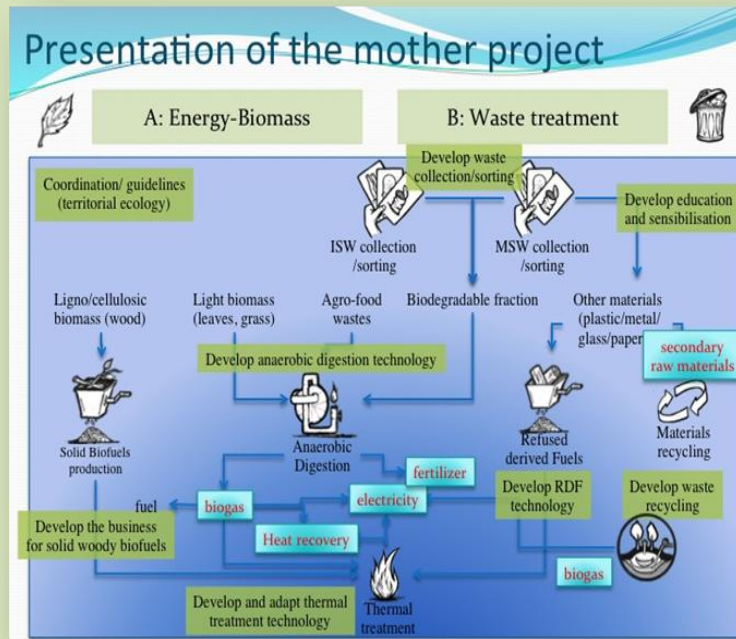 Presentation of the mother project
A: Energy-Biomass
B: Waste treatment
Coordination/ guidelines
(territorial ecology)
Develop waste
collection/sorting
Develop education
and sensibilisation
ISW collection
/sorting
MSW collection
/sorting
Ligno/cellulosic
biomass (wood)
Light biomass
(leaves, grass)
Agro-food
wastes
Biodegradable fraction
Other materials
(plastic/metal/
glass/paper
secondary
raw materials
Develop anaerobic digestion technology
Solid Biofuels
production
Anaerobic
Digestion
Refused
derived Fuels
Materials
recycling
fertilizer
fuel
biogas
electricity
Develop RDF
technology
Develop waste
recycling
Develop the business
for solid woody biofuels
Heat recovery
biogas
Develop and adapt thermal
treatment technology
Thermal
treatment